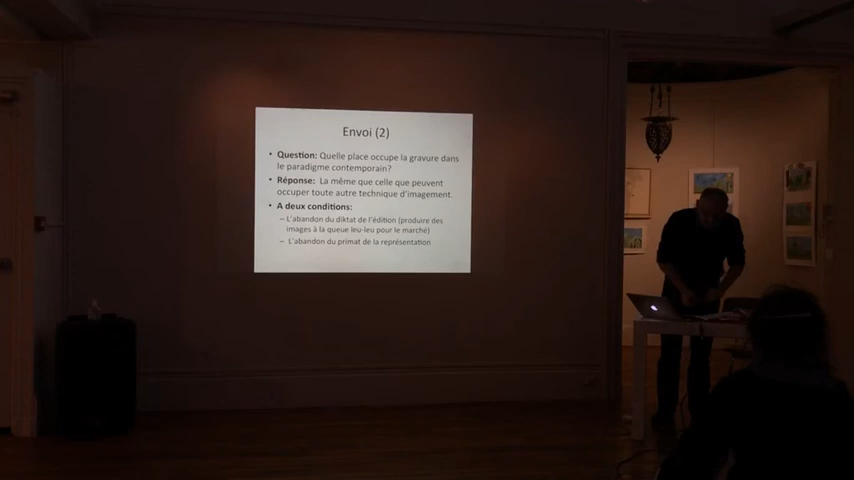 Envoi (2)
• Question: Quelle place occupe la gravure dans
le paradigme contemporain?
• Réponse: La même que celle que peuvent
occuper toute autre technique d'imagement.
• A deux conditions:
– L'abandon du diktat de l'édition (produire des
images à la queue leu-leu pour le marché)
– L'abandon du primat de la représentation